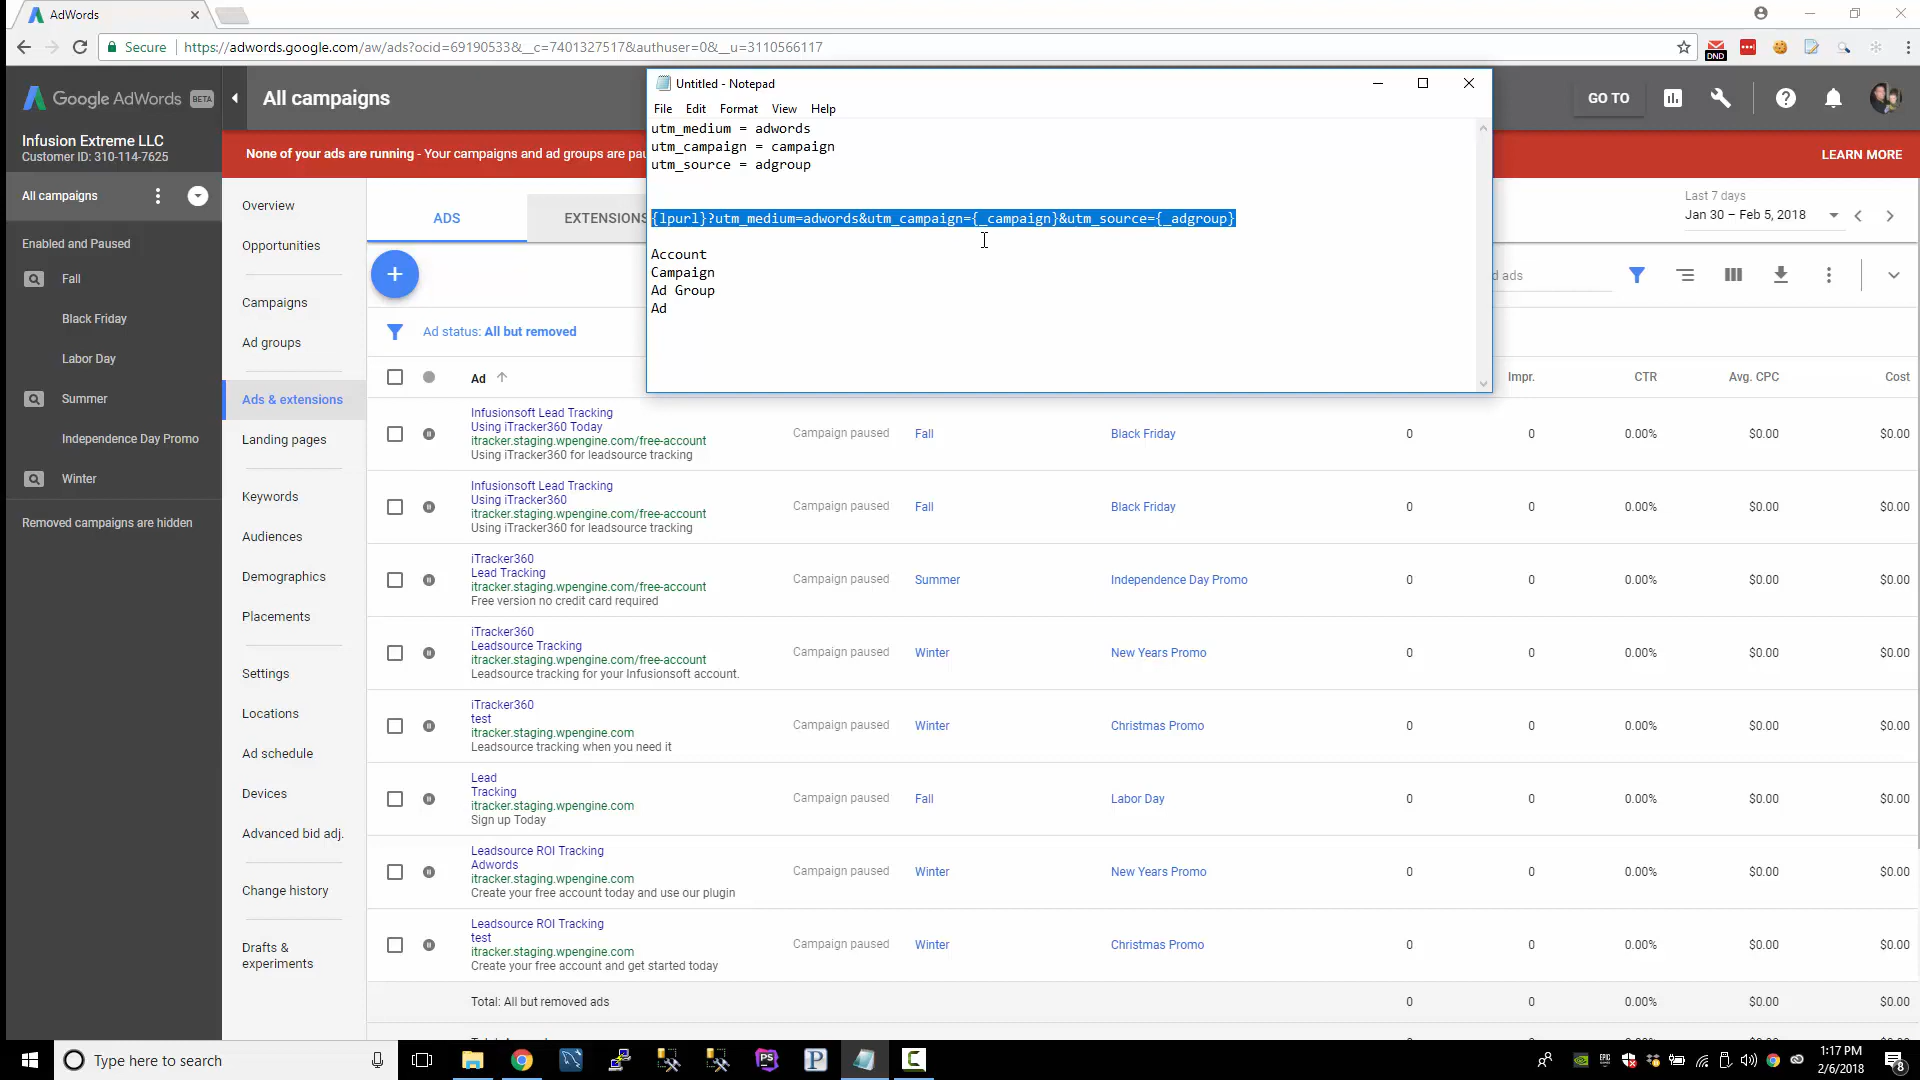 AdWords
Secure
https://adwords.google.com/aw/ads?ocid=69190533&__c=7401327517&authuser=0&__u=3110566117
DND
Google AdWords BETA
All campaigns
GO TO
Untitled - Notepad
File Edit Format View Help
utm_medium = adwords
utm_campaign = campaign
utm_source = adgroup
{lpurl}?utm_medium=adwords&utm_campaign={_campaign}&utm_source={_adgroup}
Account
Campaign
Ad Group
Ad
Infusion Extreme LLC
Customer ID: 310-114-7625
None of your ads are running - Your campaigns and ad groups are pau
LEARN MORE
All campaigns
Enabled and Paused
Fall
Black Friday
Labor Day
Summer
Independence Day Promo
Winter
Removed campaigns are hidden
Overview
Opportunities
Campaigns
Ad groups
Ads & extensions
Landing pages
Keywords
Audiences
Demographics
Placements
Settings
Locations
Ad schedule
Devices
Advanced bid adj.
Change history
Drafts &
experiments
ADS
EXTENSIONS
Last 7 days
Jan 30 – Feb 5, 2018
d ads
Ad status: All but removed
Ad Impr. CTR Avg. CPC Cost
Infusionsoft Lead Tracking
Using iTracker360 Today
itracker.staging.wpengine.com/free-account
Using iTracker360 for leadsource tracking
Campaign paused Fall Black Friday 0 0 0.00% $0.00 $0.00
Infusionsoft Lead Tracking
Using iTracker360
itracker.staging.wpengine.com/free-account
Using iTracker360 for leadsource tracking
Campaign paused Fall Black Friday 0 0 0.00% $0.00 $0.00
iTracker360
Lead Tracking
itracker.staging.wpengine.com/free-account
Free version no credit card required
Campaign paused Summer Independence Day Promo 0 0 0.00% $0.00 $0.00
iTracker360
Leadsource Tracking
itracker.staging.wpengine.com/free-account
Leadsource tracking for your Infusionsoft account.
Campaign paused Winter New Years Promo 0 0 0.00% $0.00 $0.00
iTracker360
test
itracker.staging.wpengine.com
Leadsource tracking when you need it
Campaign paused Winter Christmas Promo 0 0 0.00% $0.00 $0.00
Lead
Tracking
itracker.staging.wpengine.com
Sign up Today
Campaign paused Fall Labor Day 0 0 0.00% $0.00 $0.00
Leadsource ROI Tracking
Adwords
itracker.staging.wpengine.com
Create your free account today and use our plugin
Campaign paused Winter New Years Promo 0 0 0.00% $0.00 $0.00
Leadsource ROI Tracking
test
itracker.staging.wpengine.com
Create your free account and get started today
Campaign paused Winter Christmas Promo 0 0 0.00% $0.00 $0.00
Total: All but removed ads 0 0 0.00% $0.00 $0.00
Type here to search
PS
P
C
1:17 PM
2/6/2018
8